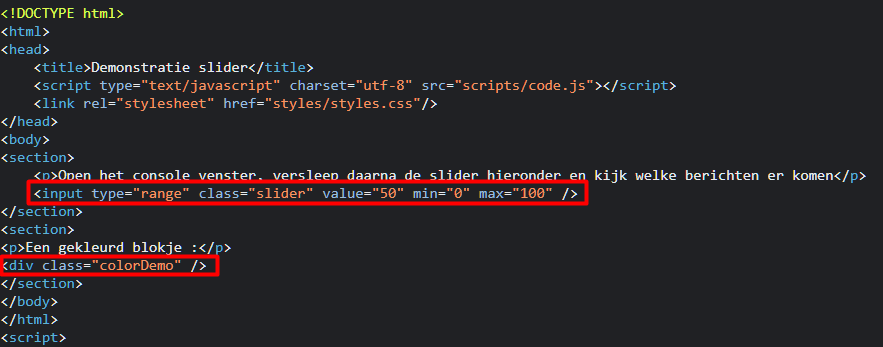 <!DOCTYPE html>
<html>
<head>
    <title>Demonstratie slider</title>
    <script type="text/javascript" charset="utf-8" src="scripts/code.js"></script>
    <link rel="stylesheet" href="styles/styles.css"/>
</head>
<body>
<section>
    <p>Open het console venster, versleep daarna de slider hieronder en kijk welke berichten er komen</p>
    <input type="range" class="slider" value="50" min="0" max="100" />
</section>
<section>
<p>Een gekleurd blokje :</p>
<div class="colorDemo" />
</section>
</body>
</html>
<script>